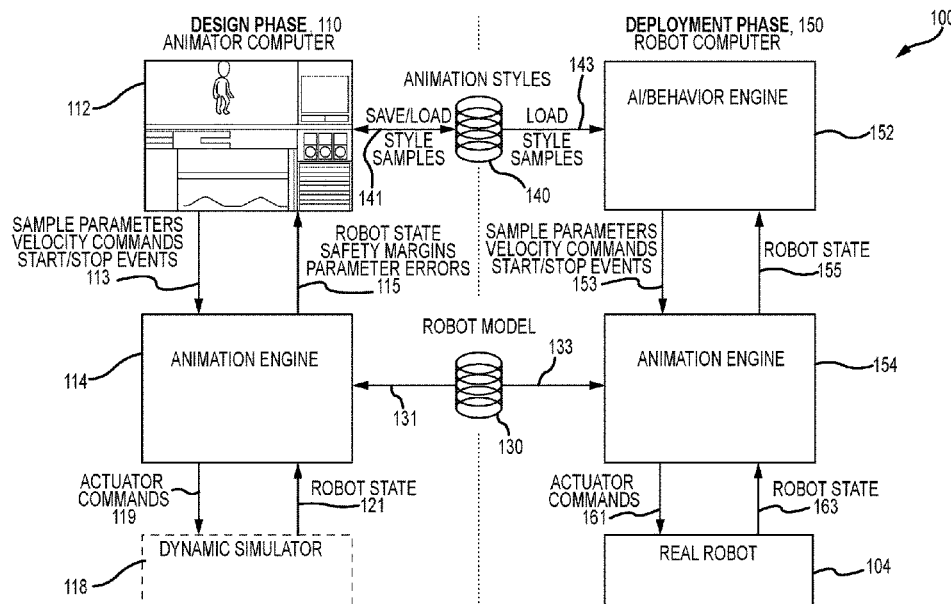 DESIGN PHASE, 110
ANIMATOR COMPUTER
DEPLOYMENT PHASE, 150
ROBOT COMPUTER
100
112
ANIMATION STYLES
143
SAVE/LOAD
STYLE
SAMPLES
141
LOAD
STYLE
SAMPLES
140
AI/BEHAVIOR ENGINE
152
SAMPLE PARAMETERS
VELOCITY COMMANDS
START/STOP EVENTS
113
ROBOT STATE
SAFETY MARGINS
PARAMETER ERRORS
115
SAMPLE PARAMETERS
VELOCITY COMMANDS
START/STOP EVENTS
153
ROBOT STATE
155
114
ANIMATION ENGINE
ROBOT MODEL
131
133
130
ANIMATION ENGINE
154
ACTUATOR
COMMANDS
119
ROBOT STATE
121
ACTUATOR
COMMANDS
161
ROBOT STATE
163
DYNAMIC SIMULATOR
118
REAL ROBOT
104